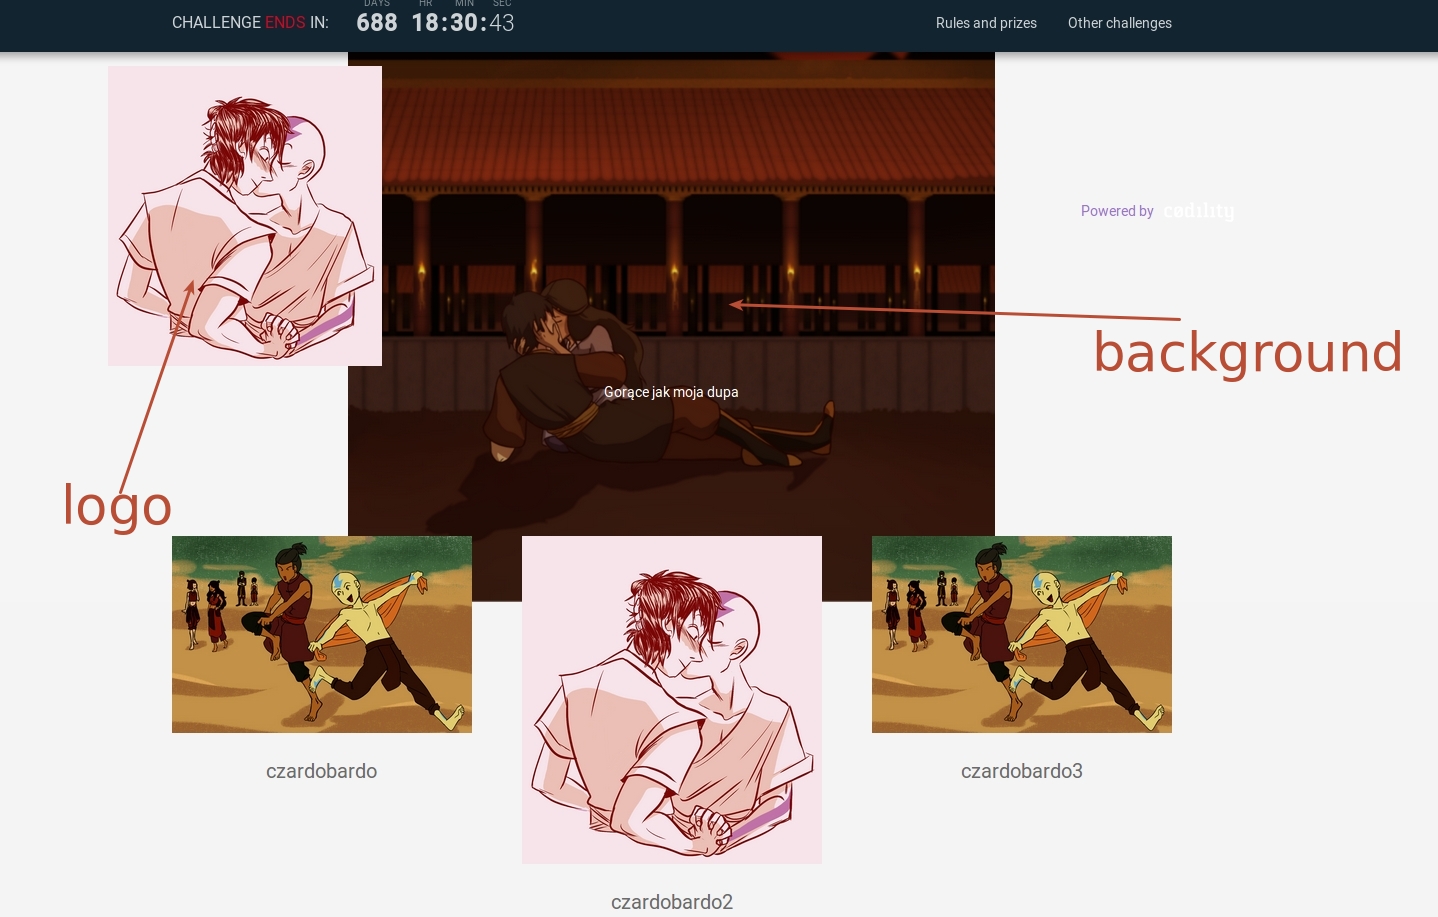 DAYS HR MIN SEC
CHALLENGE ENDS IN: 688 18:30:43 Rules and prizes Other challenges
Powered by codility
background
Gorące jak moja dupa
logo
czardobardo
czardobardo3
czardobardo2